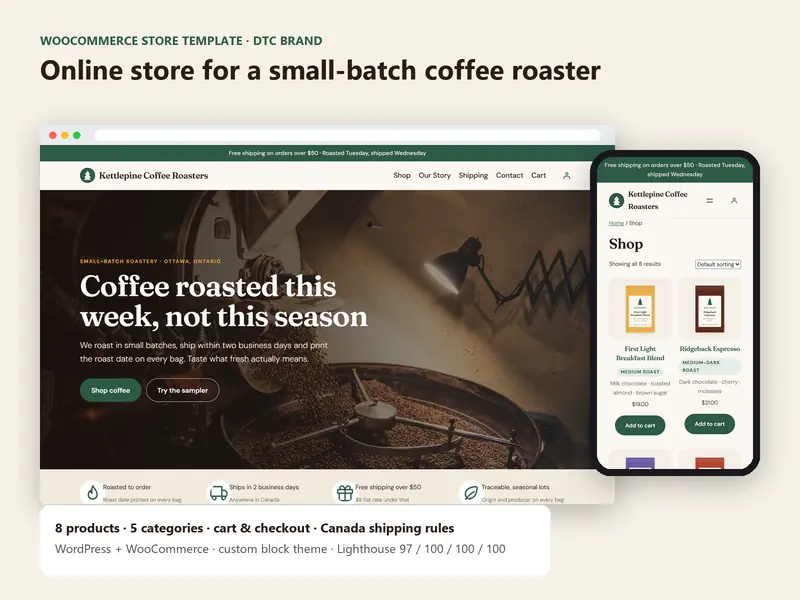 WOOCOMMERCE STORE TEMPLATE · DTC BRAND
Online store for a small-batch coffee roaster
Free shipping on orders over $50 · Roasted Tuesday, shipped Wednesday
Kettlepine Coffee Roasters
Shop Our Story Shipping Contact Cart
SMALL-BATCH ROASTERY · OTTAWA, ONTARIO
Coffee roasted this
week, not this season
We roast in small batches, ship within two business days and print
the roast date on every bag. Taste what fresh actually means.
Shop coffee Try the sampler
Roasted to order Ships in 2 business days Free shipping over $50 Traceable, seasonal lots
Roast date printed on every bag Anywhere in Canada $8 flat rate under that Origin and producer on every bag
Free shipping on orders over $50 · Roasted Tuesday,
shipped Wednesday
Kettlepine Coffee
Roasters
Home / Shop
Shop
Showing all 8 results Default sorting
First Light Ridgeback Espresso
Breakfast Blend
MEDIUM ROAST MEDIUM-DARK
ROAST
Milk chocolate · toasted Dark chocolate · cherry ·
almond · brown sugar molasses
$19.00 $21.00
Add to cart Add to cart
8 products · 5 categories · cart & checkout · Canada shipping rules
WordPress + WooCommerce · custom block theme · Lighthouse 97 / 100 / 100 / 100